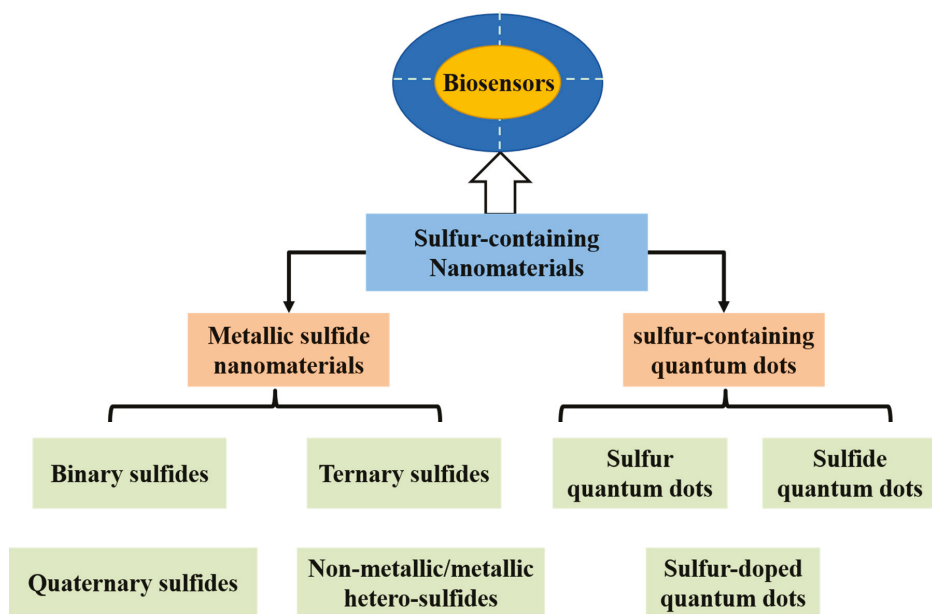 Biosensors
Sulfur-containing
Nanomaterials
Metallic sulfide
nanomaterials
sulfur-containing
quantum dots
Binary sulfides
Ternary sulfides
Sulfur
quantum dots
Sulfide
quantum dots
Quaternary sulfides
Non-metallic/metallic
hetero-sulfides
Sulfur-doped
quantum dots